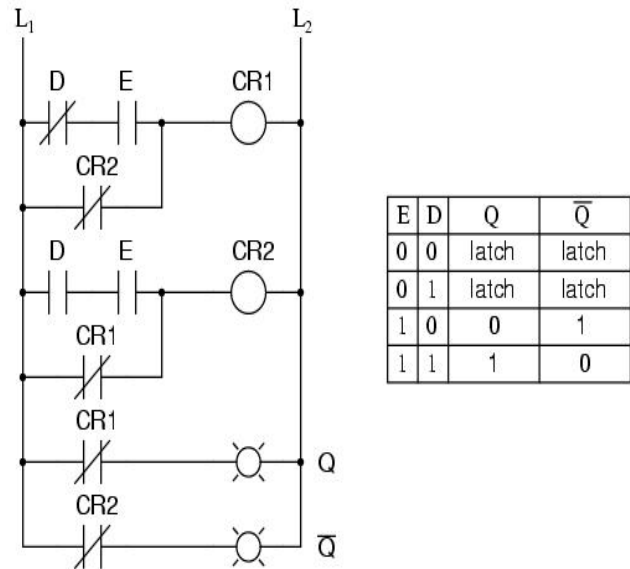 L₁ L₂
D E CR1
CR2
D E CR2
CR1
CR1 Q
CR2 Q̅
E D Q Q̅
0 0 latch latch
0 1 latch latch
1 0 0 1
1 1 1 0